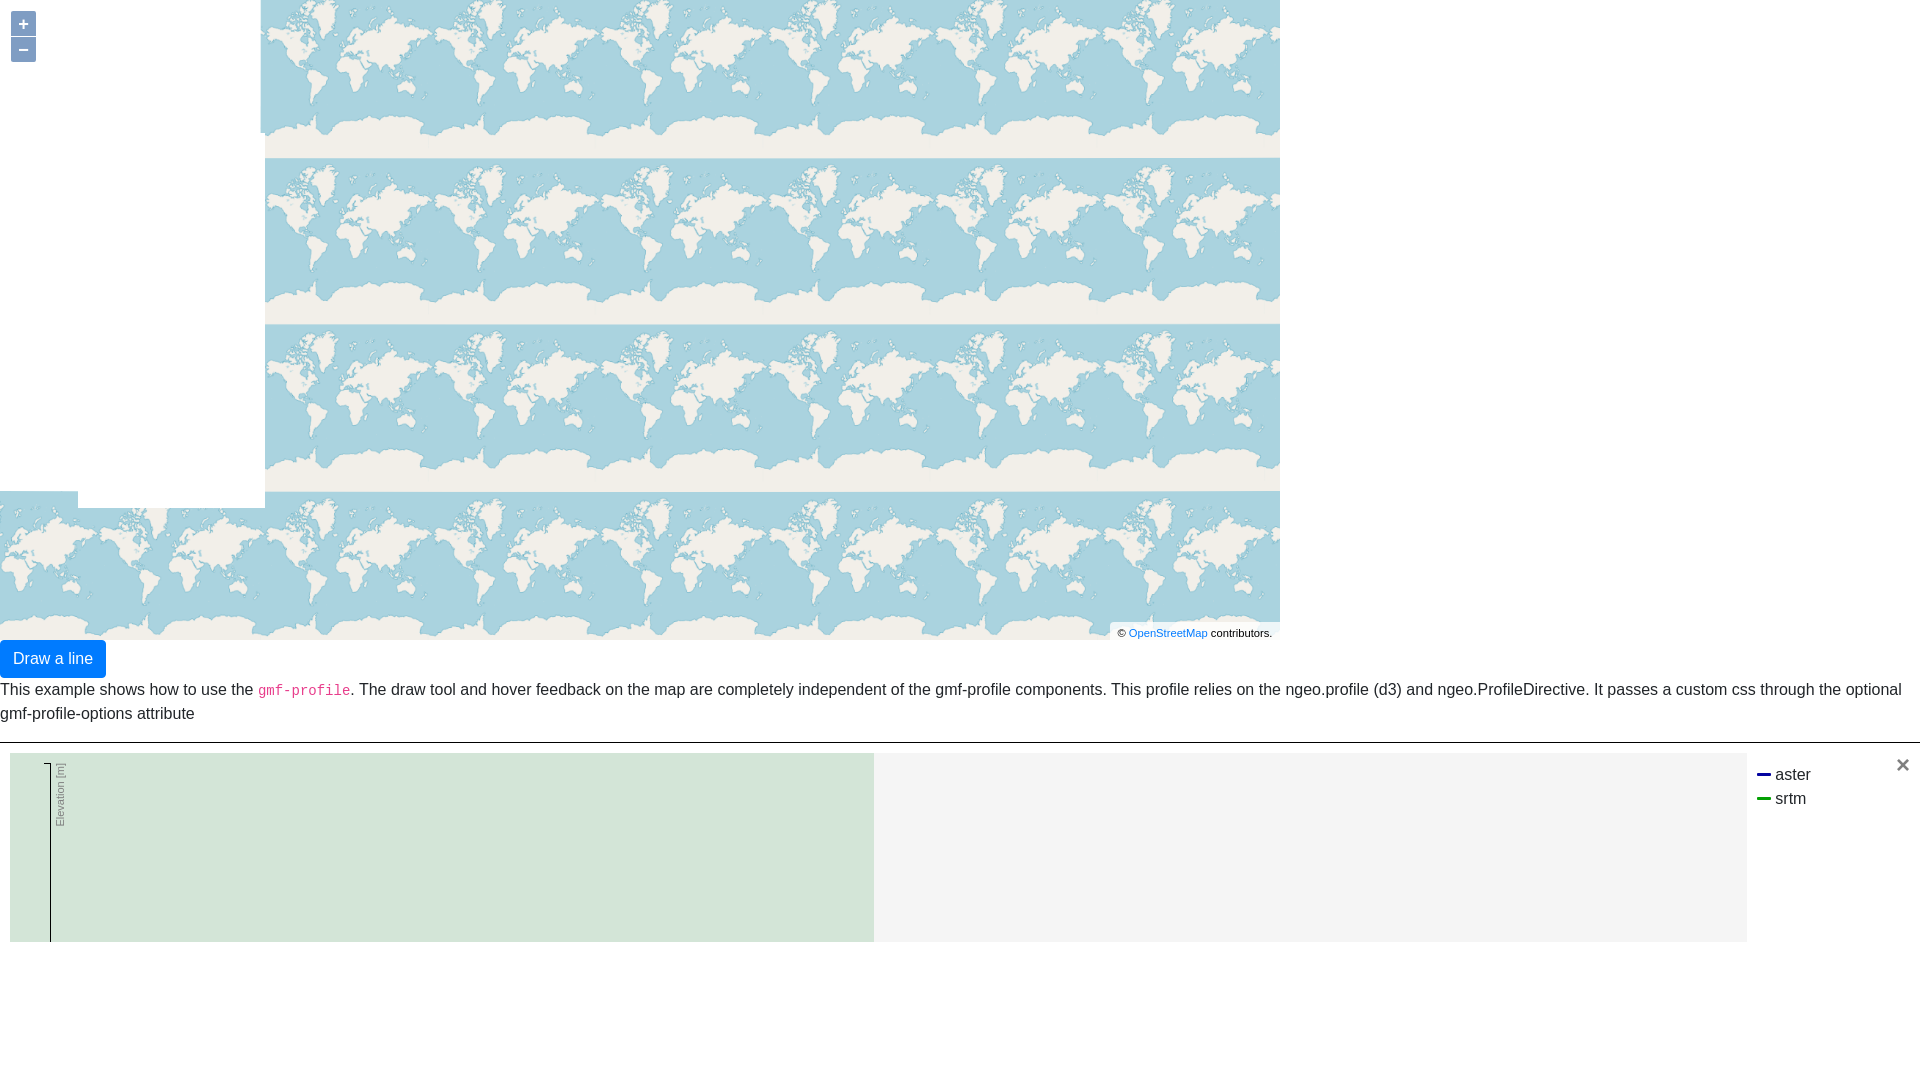 +
−
© OpenStreetMap contributors.
Draw a line
This example shows how to use the gmf-profile. The draw tool and hover feedback on the map are completely independent of the gmf-profile components. This profile relies on the ngeo.profile (d3) and ngeo.ProfileDirective. It passes a custom css through the optional
gmf-profile-options attribute
Elevation [m]
aster
×
srtm